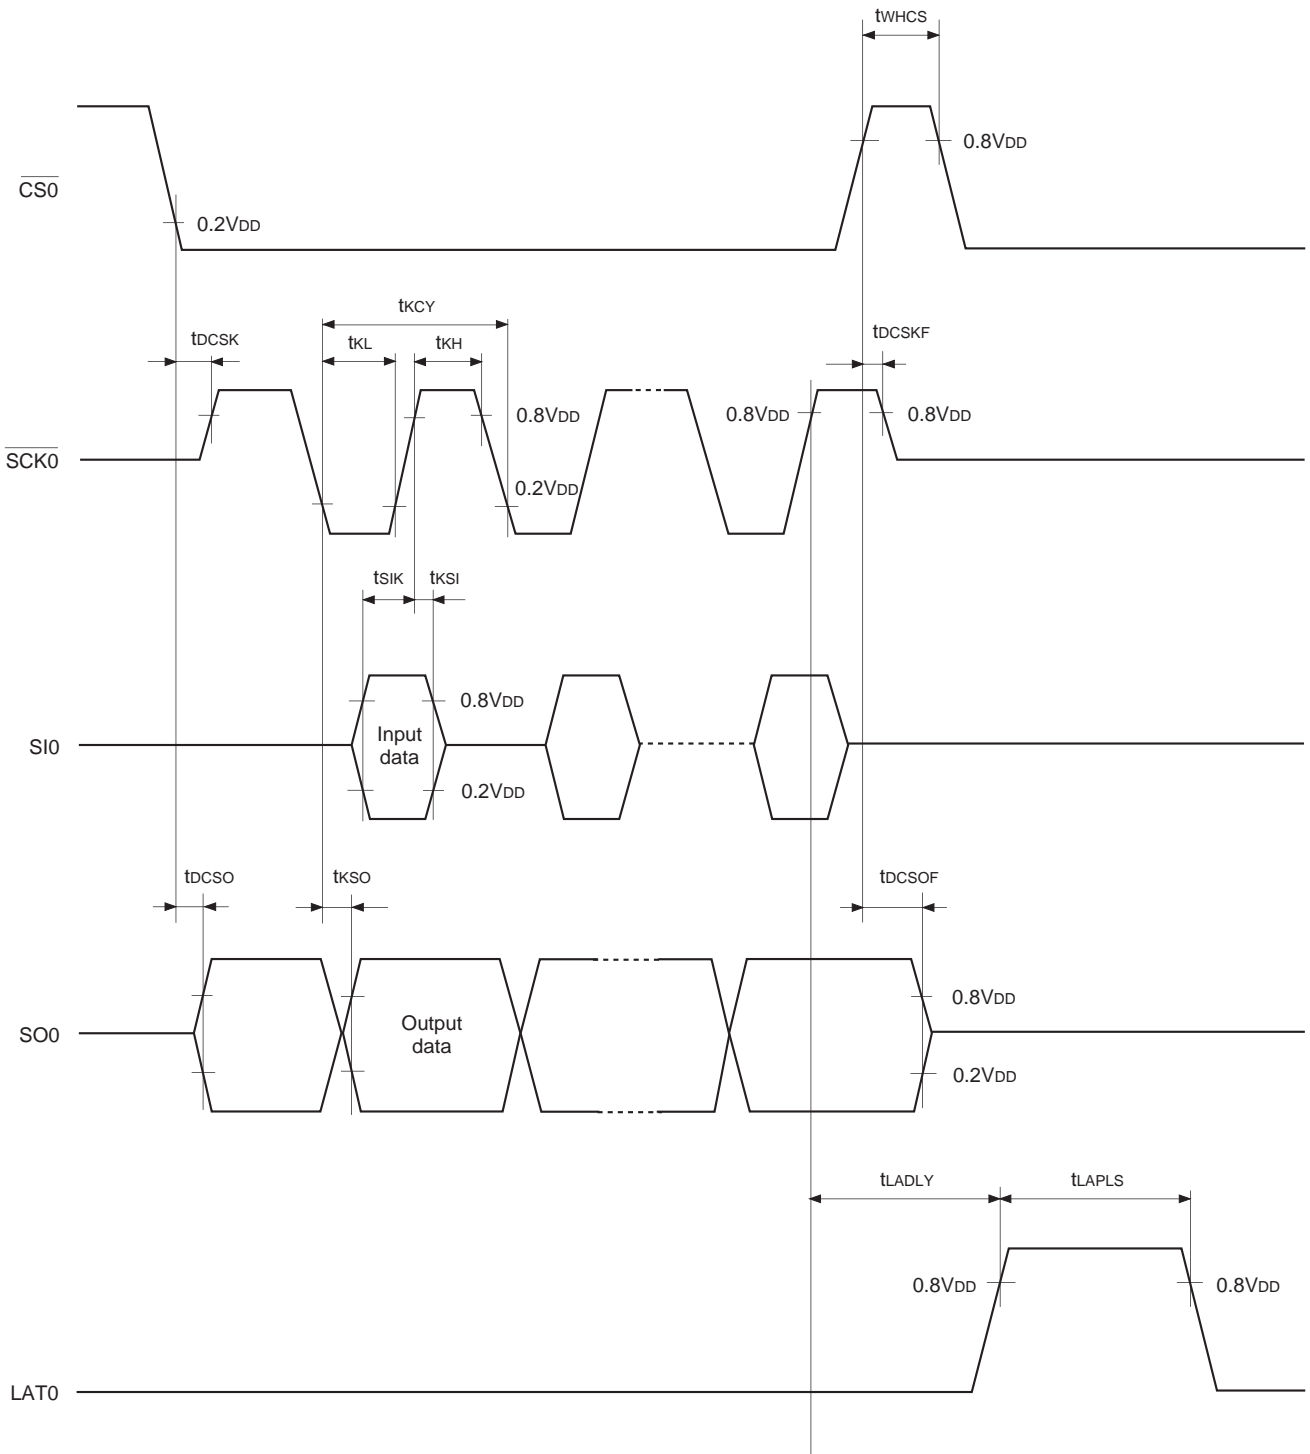 tWHCS
0.8VDD
CS0
0.2VDD
tKCY
tDCSK
tKL
tKH
tDCSKF
0.8VDD
0.8VDD
0.8VDD
SCK0
0.2VDD
tSIK
tKSI
0.8VDD
Input
data
SI0
0.2VDD
tDCSO
tKSO
tDCSOF
0.8VDD
Output
data
SO0
0.2VDD
tLADLY
tLAPLS
0.8VDD
0.8VDD
LAT0